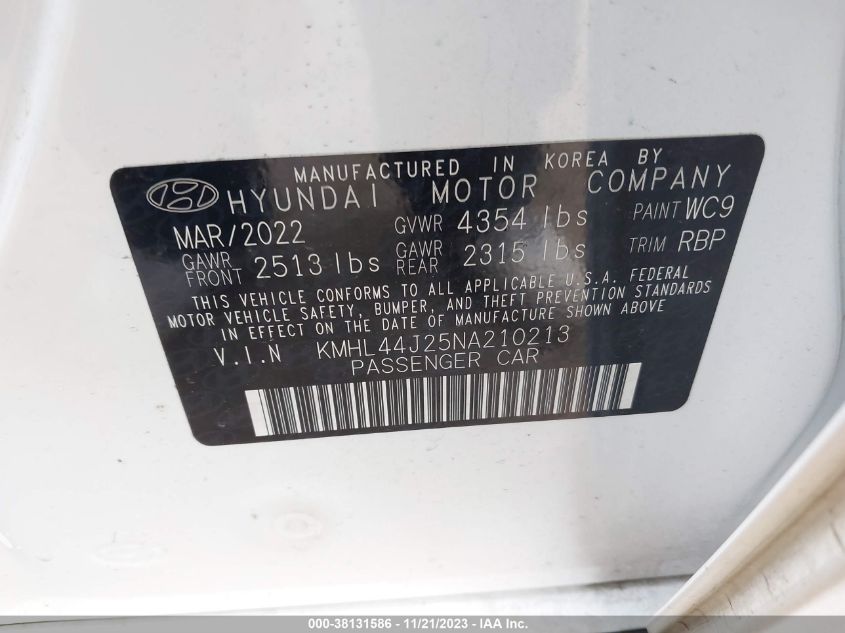 MANUFACTURED IN KOREA BY
HYUNDAI MOTOR COMPANY
MAR/2022 GVWR 4354 lbs PAINT WC9
GAWR FRONT 2513 lbs GAWR REAR 2315 lbs TRIM RBP
THIS VEHICLE CONFORMS TO ALL APPLICABLE U.S.A. FEDERAL
MOTOR VEHICLE SAFETY, BUMPER, AND THEFT PREVENTION STANDARDS
IN EFFECT ON THE DATE OF MANUFACTURE SHOWN ABOVE
V.I.N KMHL44J25NA210213
PASSENGER CAR
000-38131586 - 11/21/2023 - IAA Inc.